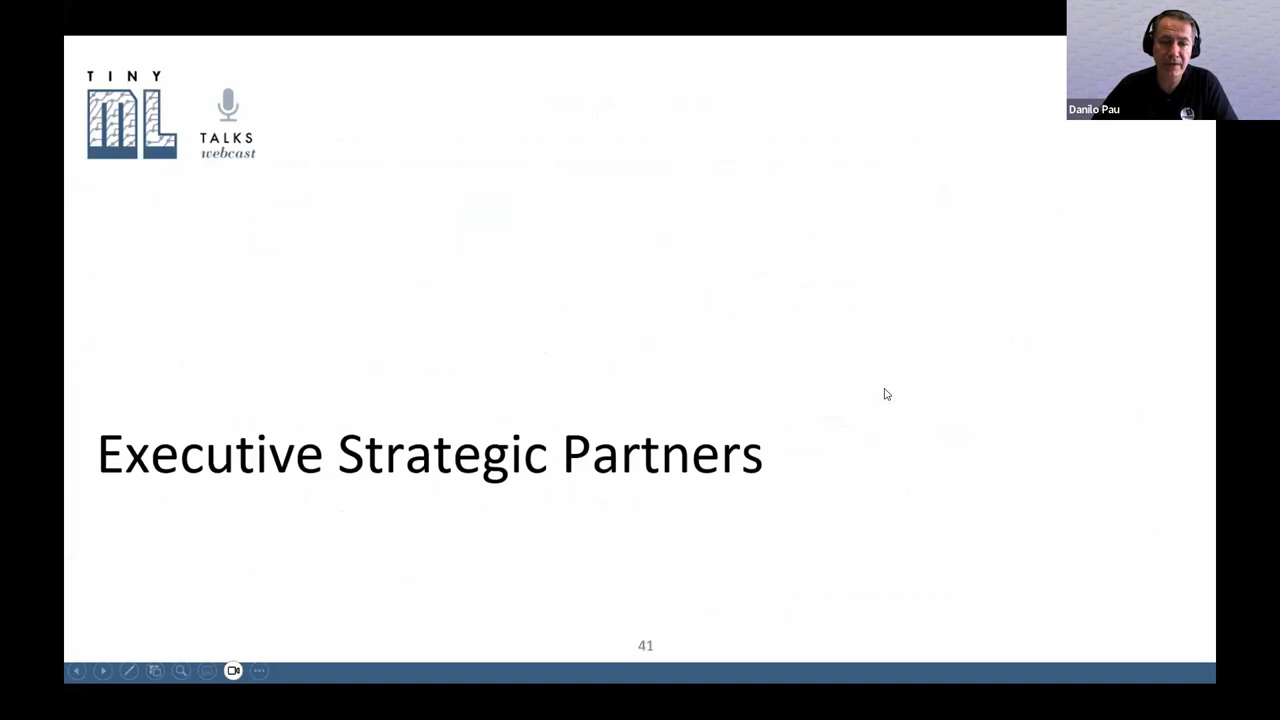 TINY
ML
TALKS
webcast
Danilo Pau
Executive Strategic Partners
41